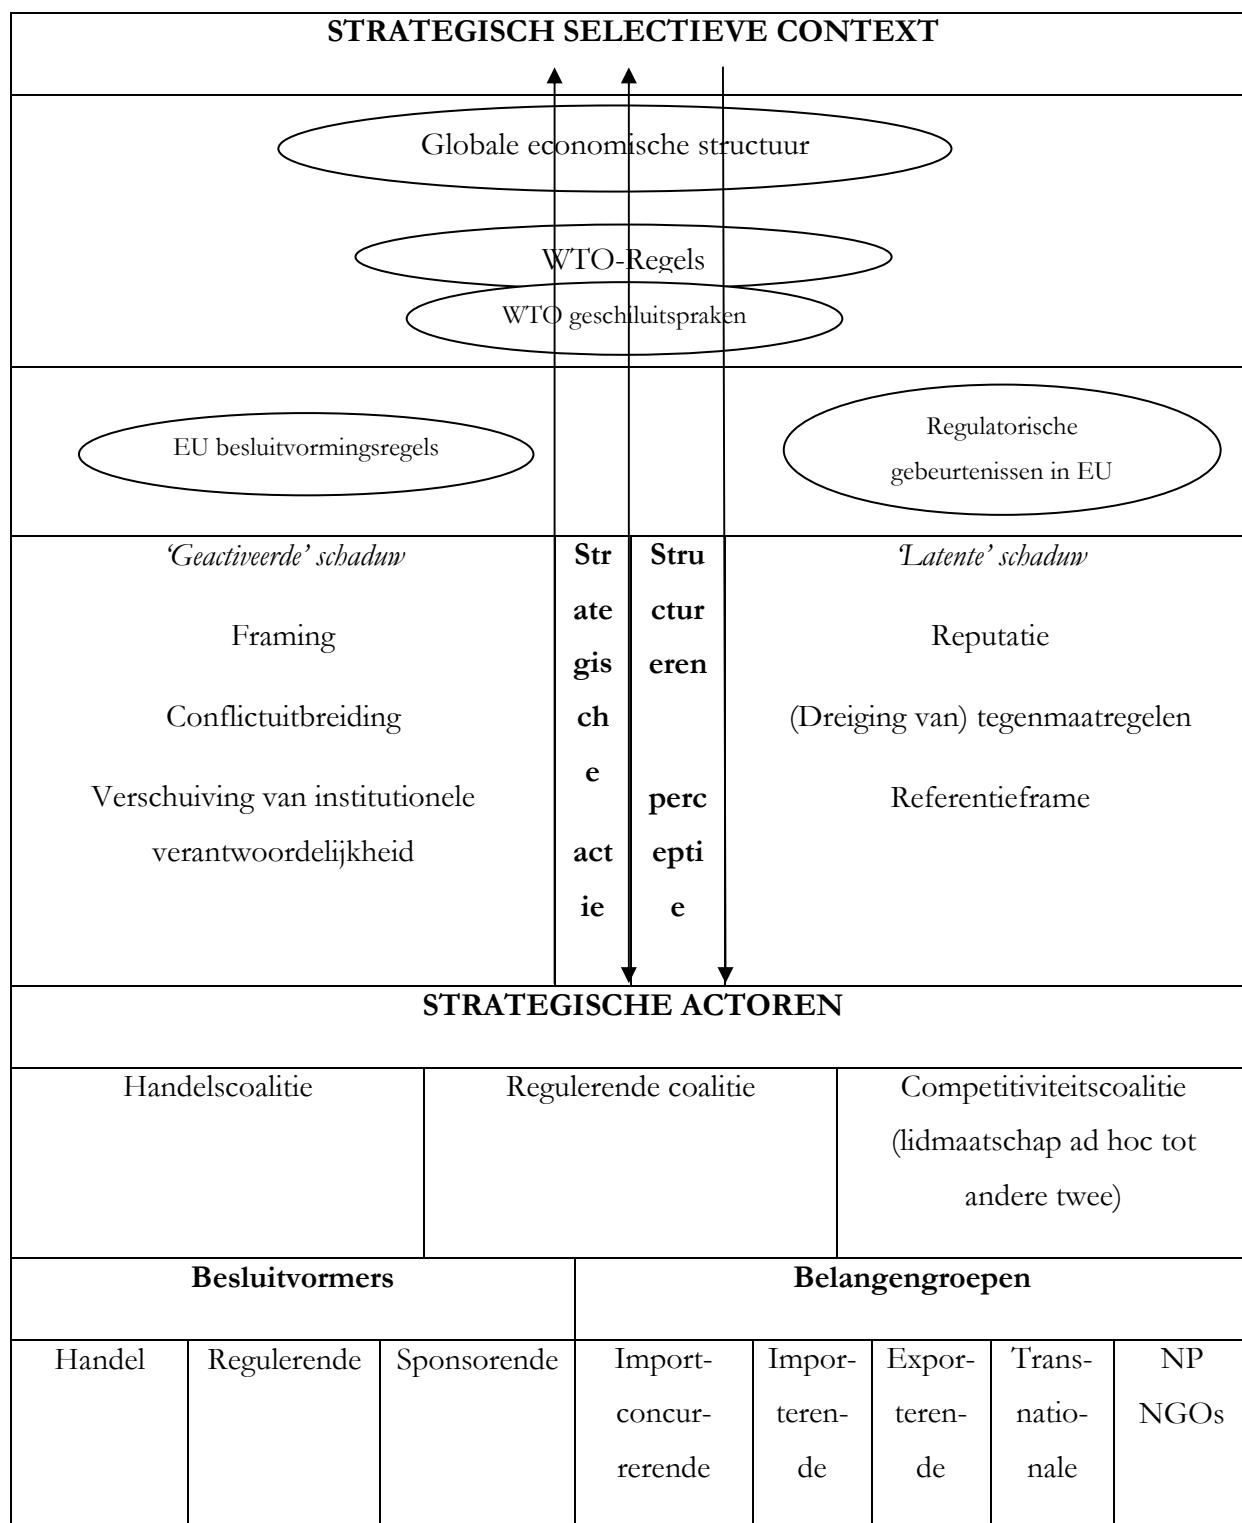 STRATEGISCH SELECTIEVE CONTEXT
Globale economische structuur
WTO-Regels
WTO geschiluitspraken
EU besluitvormingsregels
Regulatorische
gebeurtenissen in EU
‘Geactiveerde’ schaduw
Framing
Conflictuitbreiding
Verschuiving van institutionele
verantwoordelijkheid
Str
ate
gis
ch
e
act
ie
Stru
ctur
eren
perc
epti
e
‘Latente’ schaduw
Reputatie
(Dreiging van) tegenmaatregelen
Referentieframe
STRATEGISCHE ACTOREN
Handelscoalitie
Regulerende coalitie
Competitiviteitscoalitie
(lidmaatschap ad hoc tot
andere twee)
Besluitvormers
Belangengroepen
Handel
Regulerende
Sponsorende
Import-
concur-
rerende
Impor-
teren-
de
Expor-
teren-
de
Trans-
natio-
nale
NP
NGOs